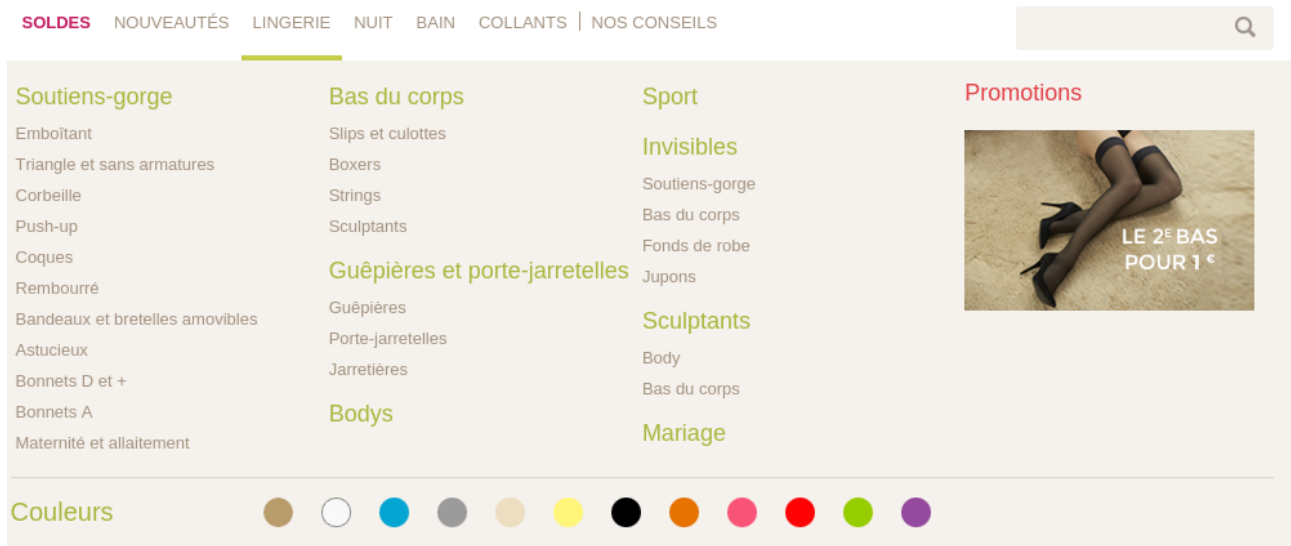 SOLDES NOUVEAUTÉS LINGERIE NUIT BAIN COLLANTS NOS CONSEILS
Soutiens-gorge
Emboîtant
Triangle et sans armatures
Corbeille
Push-up
Coques
Rembourré
Bandeaux et bretelles amovibles
Astucieux
Bonnets D et +
Bonnets A
Maternité et allaitement
Bas du corps
Slips et culottes
Boxers
Strings
Sculptants
Guêpières et porte-jarretelles
Guêpières
Porte-jarretelles
Jarretières
Bodys
Sport
Invisibles
Soutiens-gorge
Bas du corps
Fonds de robe
Jupons
Sculptants
Body
Bas du corps
Mariage
Promotions
LE 2E BAS
POUR 1 €
Couleurs